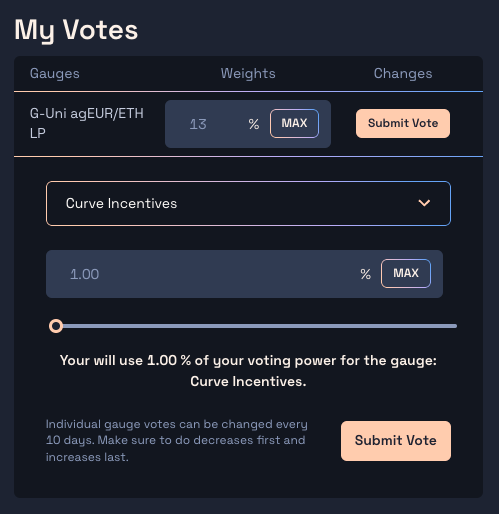 My Votes
Gauges Weights Changes
G-Uni agEUR/ETH
LP
13 % MAX Submit Vote
Curve Incentives
1.00 % MAX
Your will use 1.00 % of your voting power for the gauge:
Curve Incentives.
Individual gauge votes can be changed every
10 days. Make sure to do decreases first and
increases last.
Submit Vote